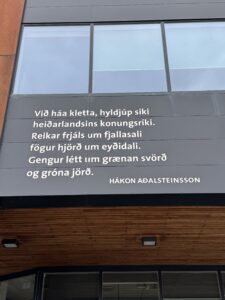 Við háa kletta, hyldjúp síki
heiðarlandsins konungsríki.
Reikar frjáls um fjallasali
fögur hjörð um eyðidali.
Gengur létt um grænan svörð
og gróna jörð.
HÁKON AÐALSTEINSSON